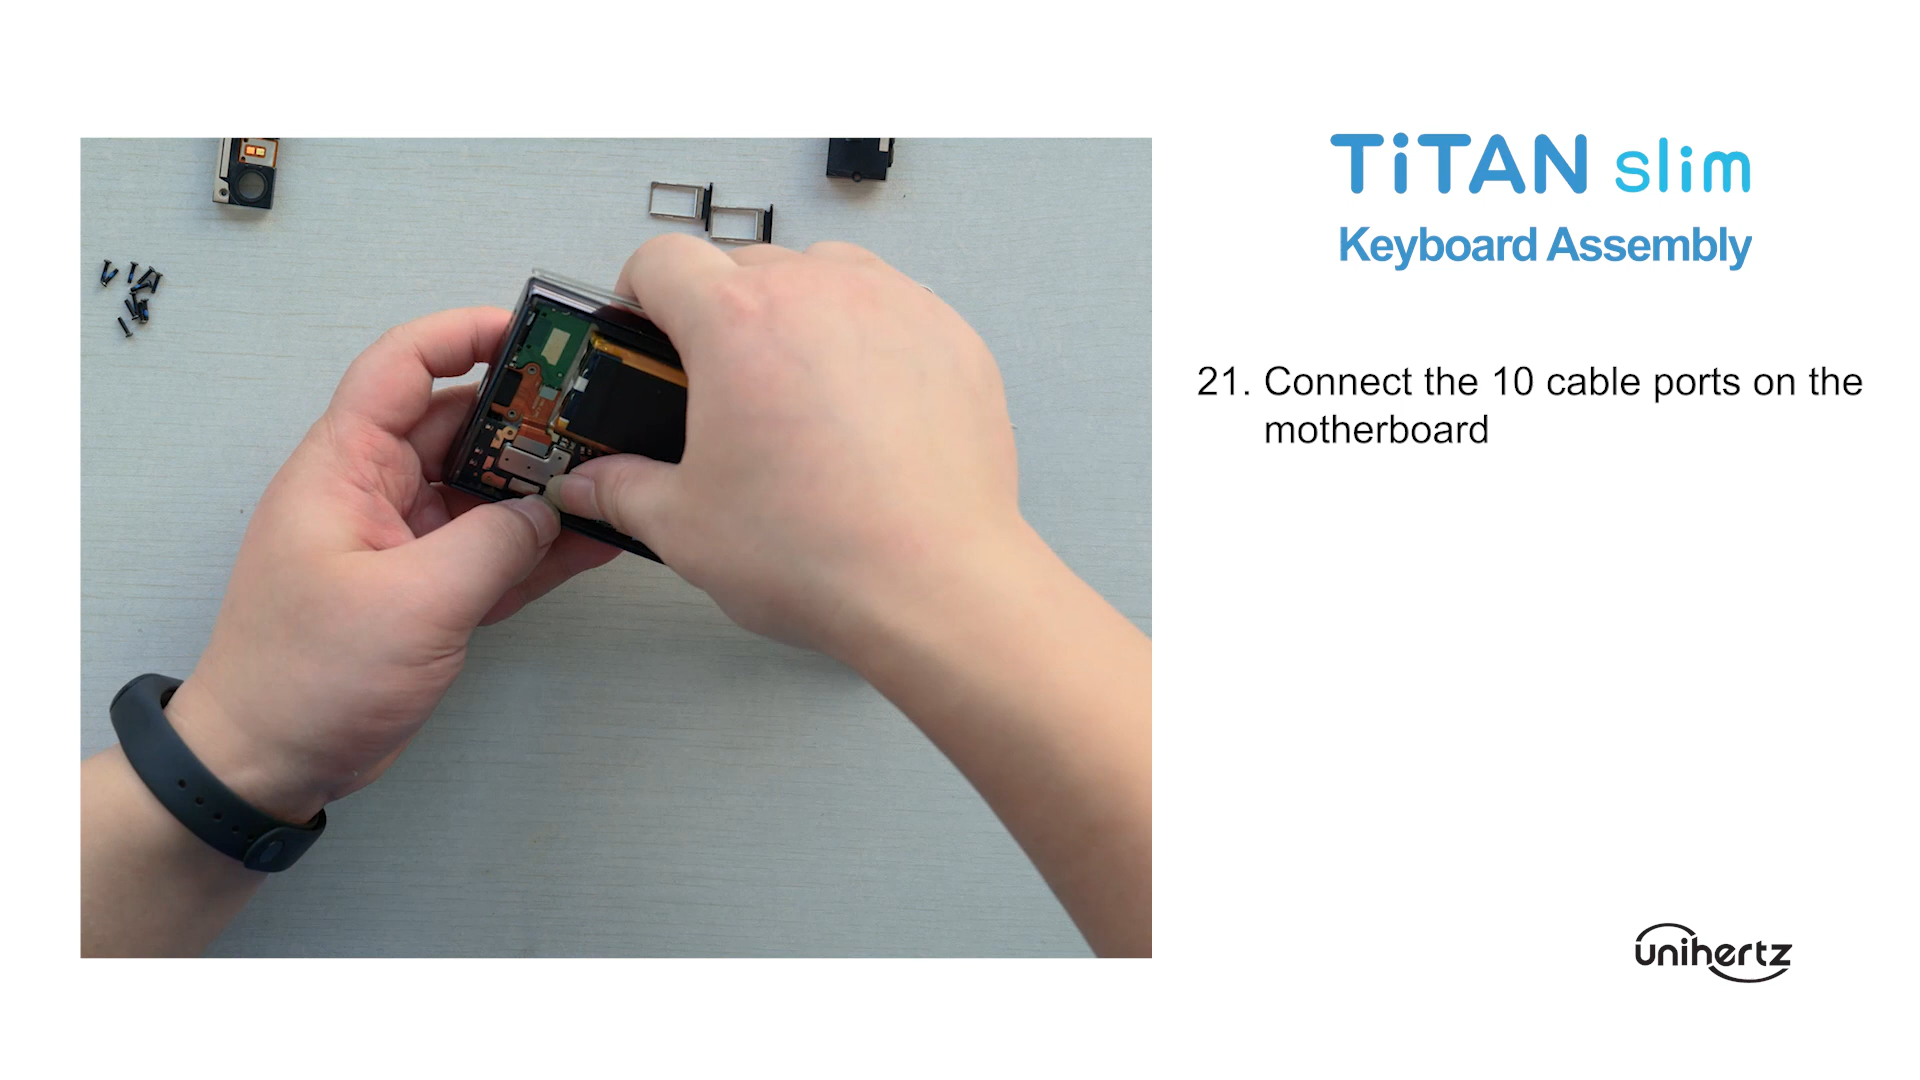 TiTAN slim
Keyboard Assembly
21. Connect the 10 cable ports on the
motherboard
unihertz